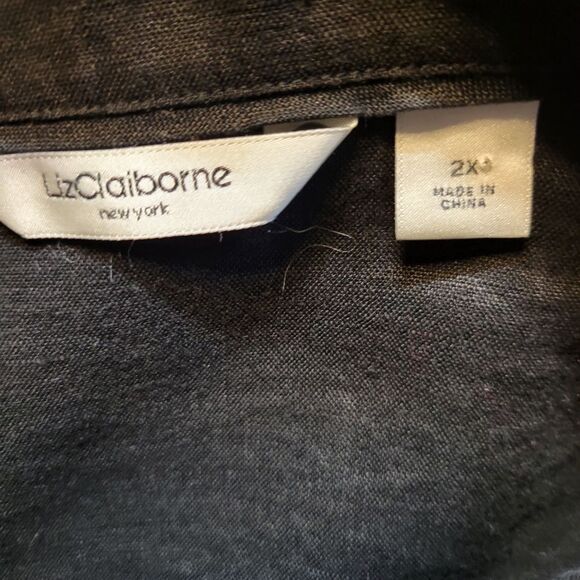 LizClaiborne
new york
2X
MADE IN
CHINA